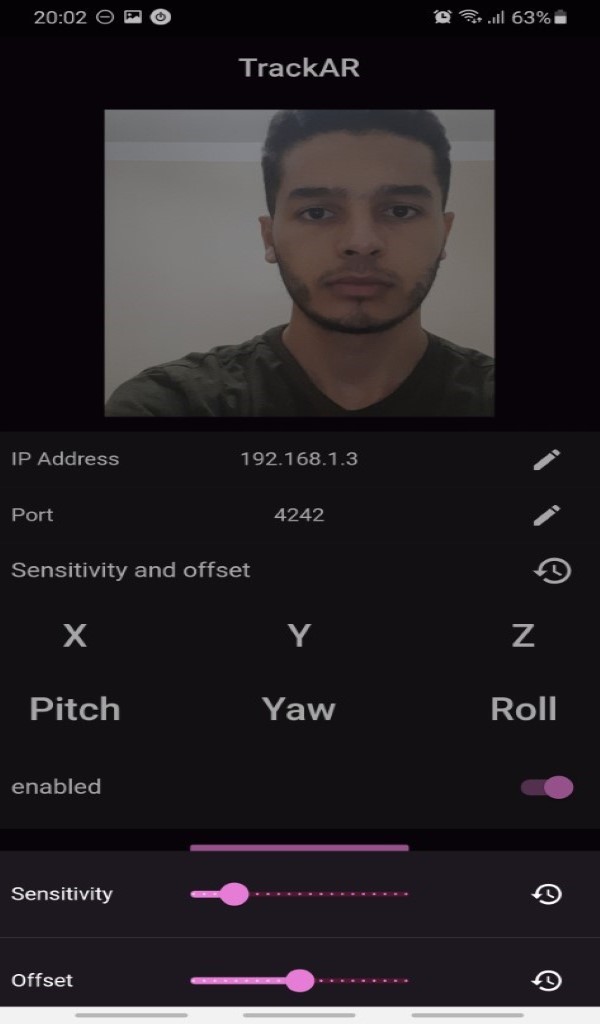 20:02 63%
TrackAR
IP Address 192.168.1.3
Port 4242
Sensitivity and offset
X Y Z
Pitch Yaw Roll
enabled
Sensitivity
Offset